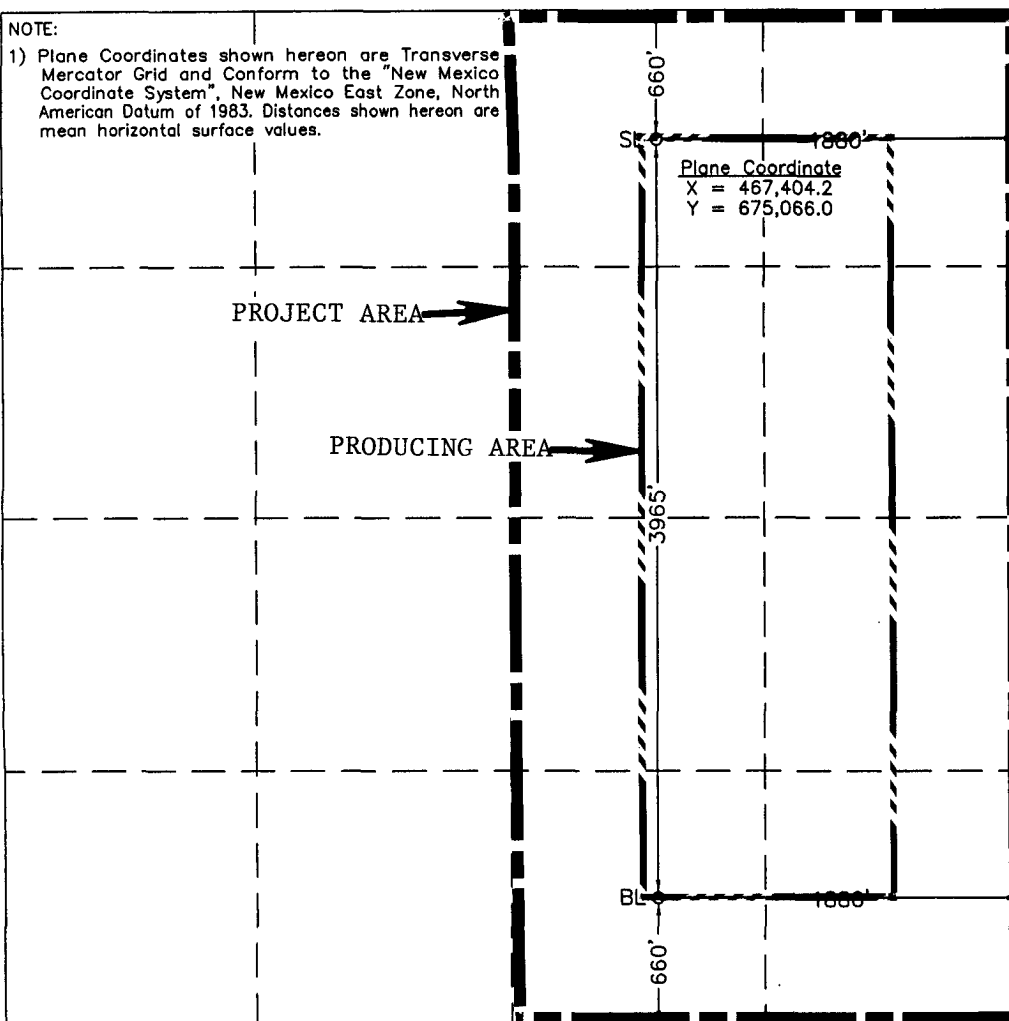 NOTE:
1) Plane Coordinates shown hereon are Transverse
Mercator Grid and Conform to the "New Mexico
Coordinate System", New Mexico East Zone, North
American Datum of 1983. Distances shown hereon are
mean horizontal surface values.
660'
SL
Plane Coordinate
X = 467,404.2
Y = 675,066.0
PROJECT AREA
PRODUCING AREA
3965'
BL
660'